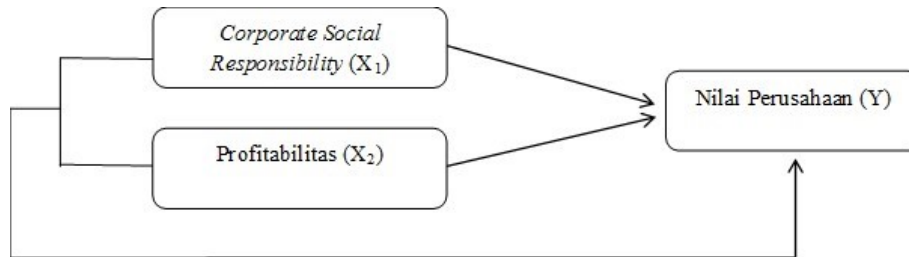 Corporate Social
Responsibility (X₁)
Nilai Perusahaan (Y)
Profitabilitas (X₂)